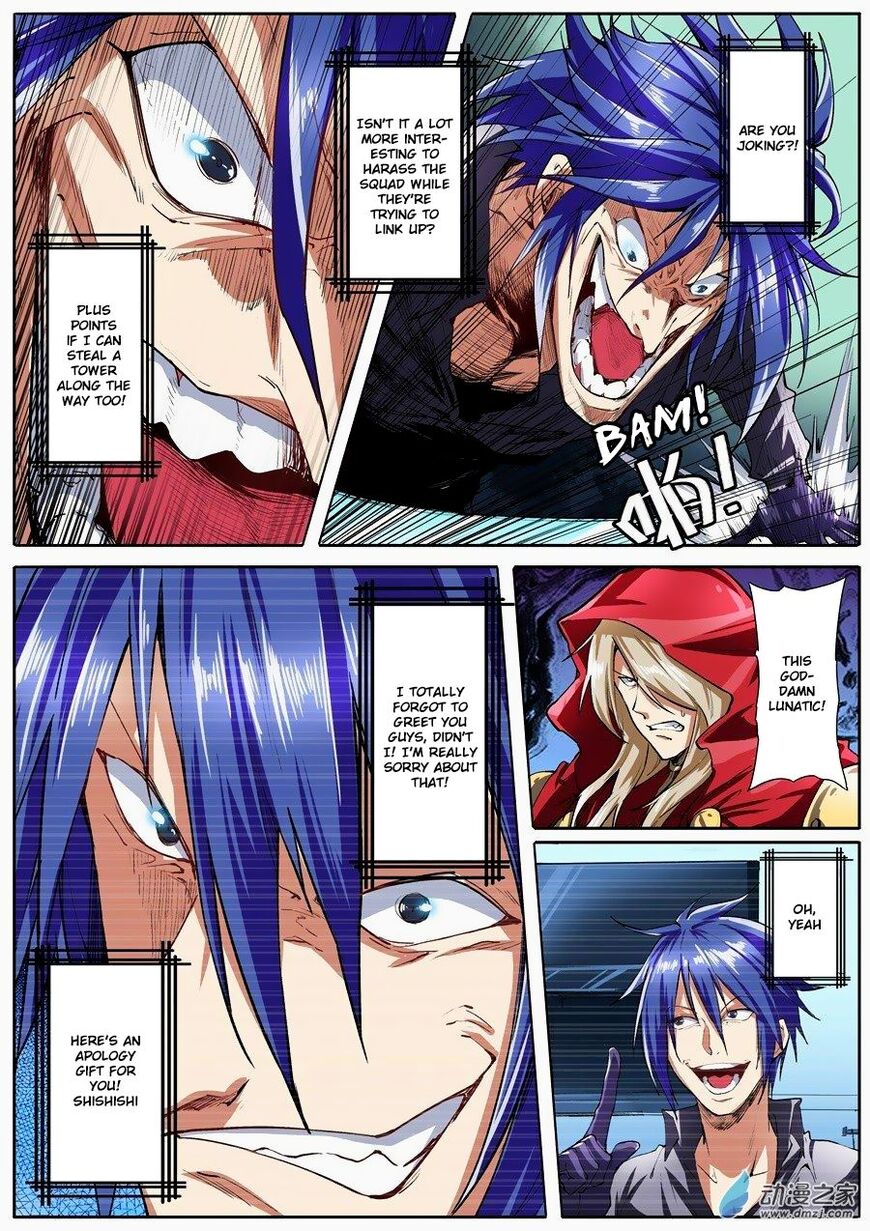 ARE YOU
JOKING?!
ISN'T IT A LOT
MORE INTER-
ESTING TO
HARASS THE
SQUAD WHILE
THEY'RE
TRYING TO
LINK UP?
PLUS
POINTS
IF I CAN
STEAL A
TOWER
ALONG THE
WAY TOO!
BAM!
THIS
GOD-
DAMN
LUNATIC!
OH,
YEAH
I TOTALLY
FORGOT TO
GREET YOU
GUYS, DIDN'T
I! I'M REALLY
SORRY ABOUT
THAT!
HERE'S AN
APOLOGY
GIFT FOR
YOU!
SHISHISHI
动漫之家
www.dmzj.com